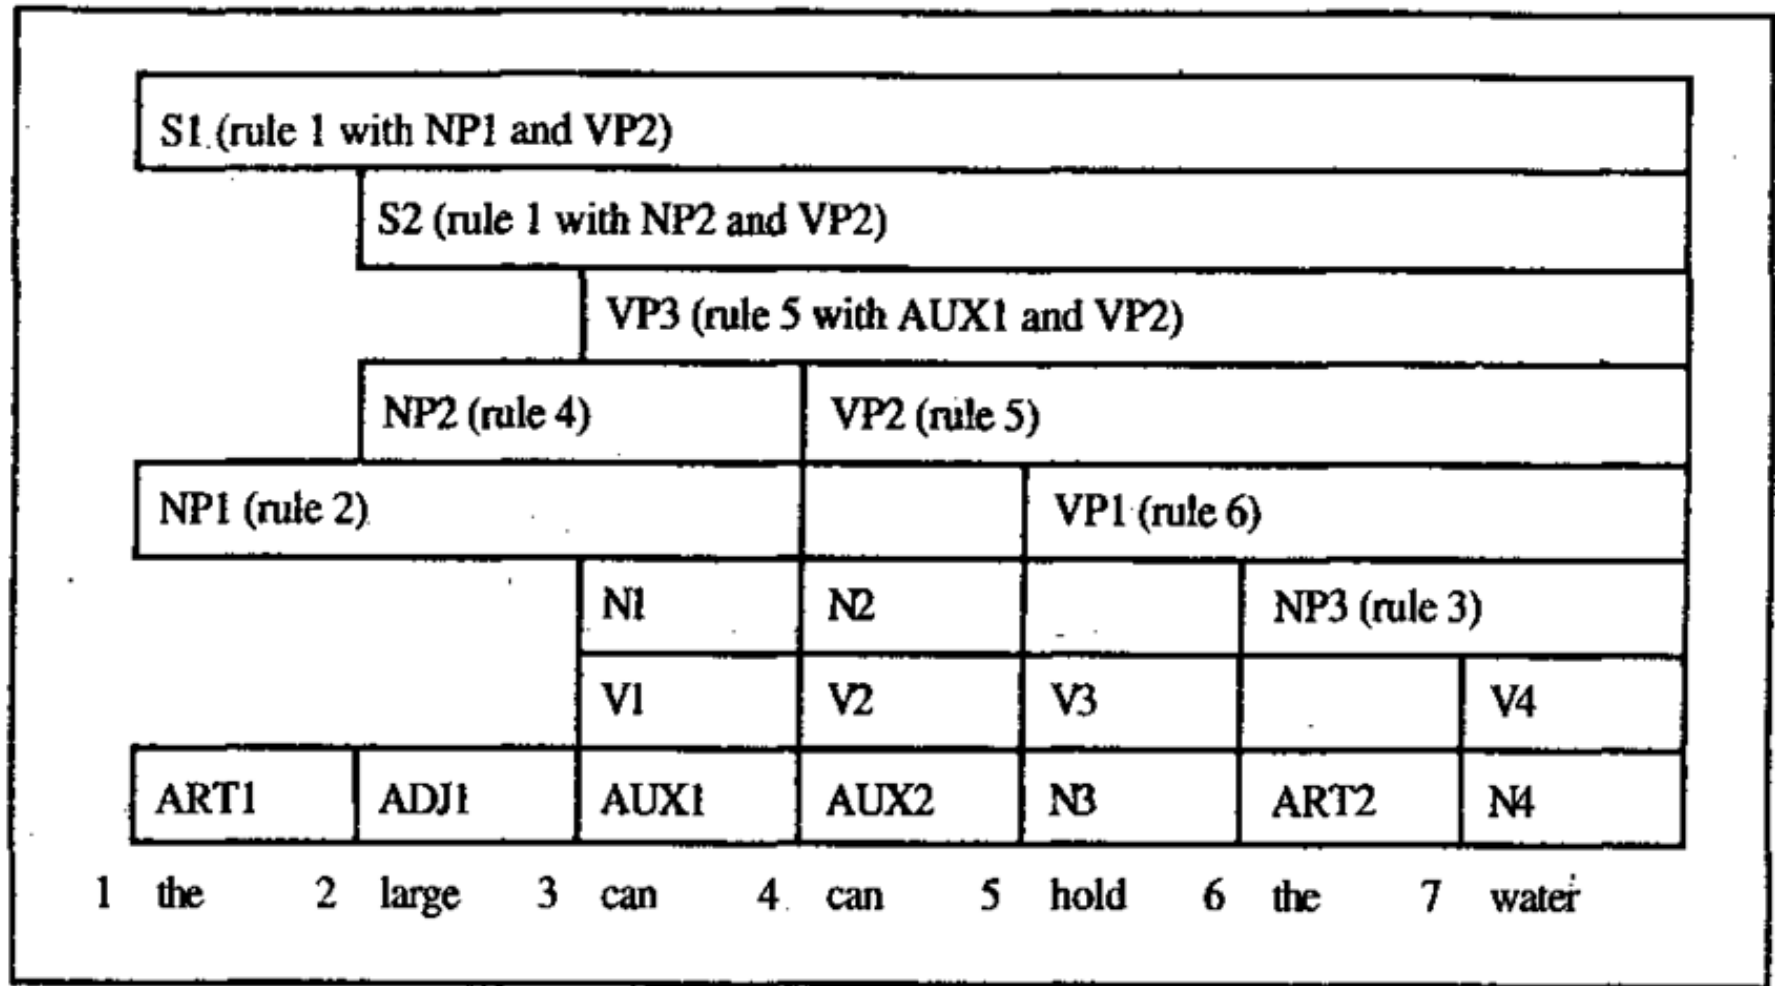 S1 (rule 1 with NP1 and VP2)
S2 (rule 1 with NP2 and VP2)
VP3 (rule 5 with AUX1 and VP2)
NP2 (rule 4) VP2 (rule 5)
NP1 (rule 2) VP1 (rule 6)
N1 N2 NP3 (rule 3)
V1 V2 V3 V4
ART1 ADJ1 AUX1 AUX2 N3 ART2 N4
1 the 2 large 3 can 4 can 5 hold 6 the 7 water